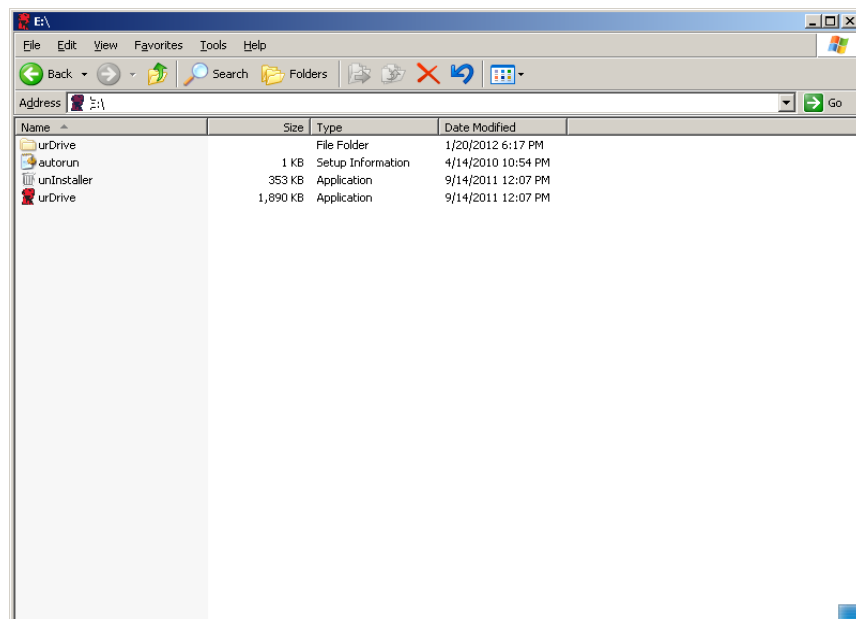 E:\
File Edit View Favorites Tools Help
Back Search Folders
Address E:\ Go
Name Size Type Date Modified
urDrive File Folder 1/20/2012 6:17 PM
autorun 1 KB Setup Information 4/14/2010 10:54 PM
unInstaller 353 KB Application 9/14/2011 12:07 PM
urDrive 1,890 KB Application 9/14/2011 12:07 PM